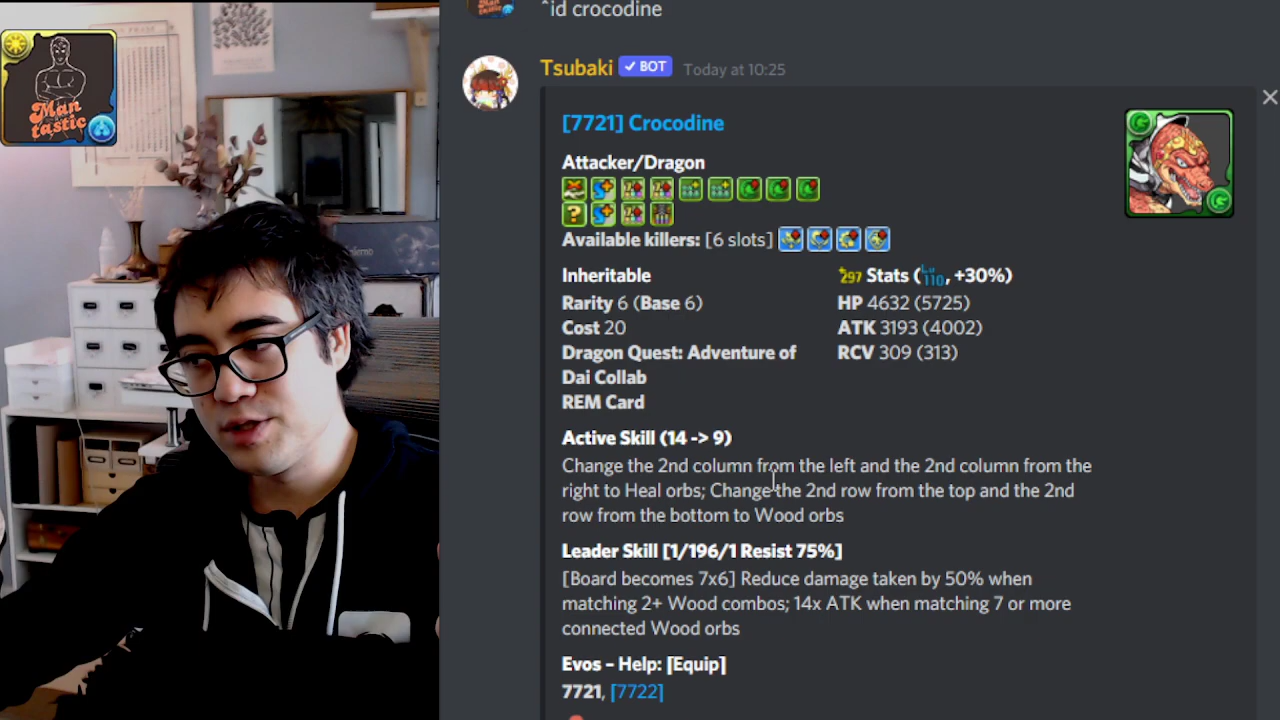 Man
tastic
^id crocodine
Tsubaki ✓ BOT Today at 10:25
[7721] Crocodine
Attacker/Dragon
Available killers: [6 slots]
Inheritable
Rarity 6 (Base 6)
Cost 20
Dragon Quest: Adventure of
Dai Collab
REM Card
297 Stats (110, +30%)
HP 4632 (5725)
ATK 3193 (4002)
RCV 309 (313)
Active Skill (14 -> 9)
Change the 2nd column from the left and the 2nd column from the
right to Heal orbs; Change the 2nd row from the top and the 2nd
row from the bottom to Wood orbs
Leader Skill [1/196/1 Resist 75%]
[Board becomes 7x6] Reduce damage taken by 50% when
matching 2+ Wood combos; 14x ATK when matching 7 or more
connected Wood orbs
Evos – Help: [Equip]
7721, [7722]